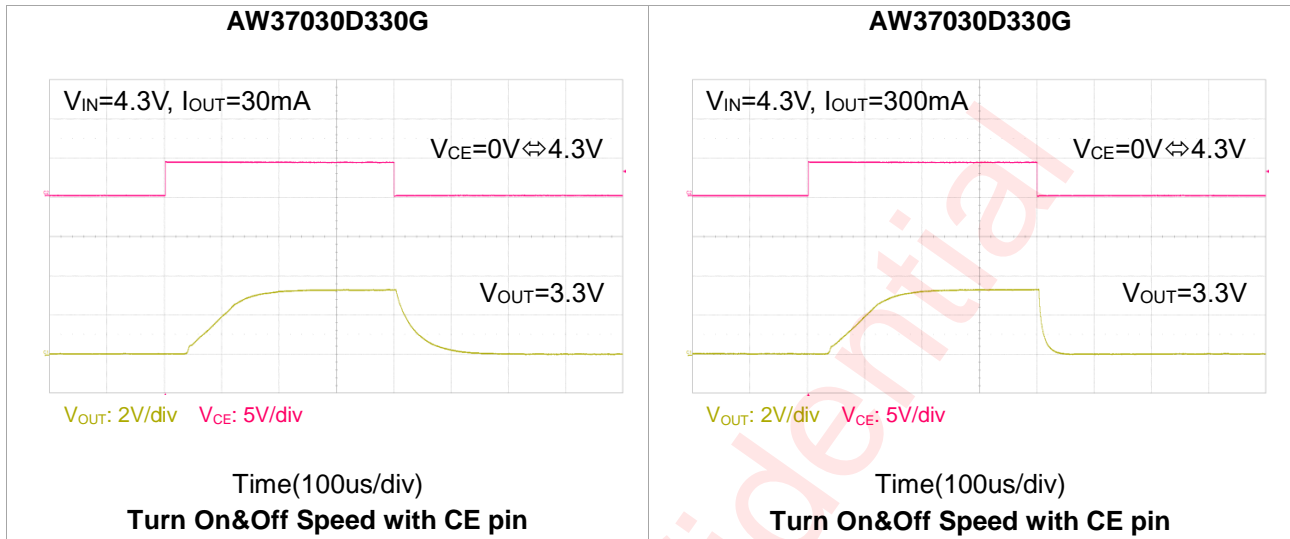 AW37030D330G
VIN=4.3V, IOUT=30mA
VCE=0V⇔4.3V
VOUT=3.3V
VOUT: 2V/div VCE: 5V/div
Time(100us/div)
Turn On&Off Speed with CE pin
AW37030D330G
VIN=4.3V, IOUT=300mA
VCE=0V⇔4.3V
VOUT=3.3V
VOUT: 2V/div VCE: 5V/div
Time(100us/div)
Turn On&Off Speed with CE pin
idential